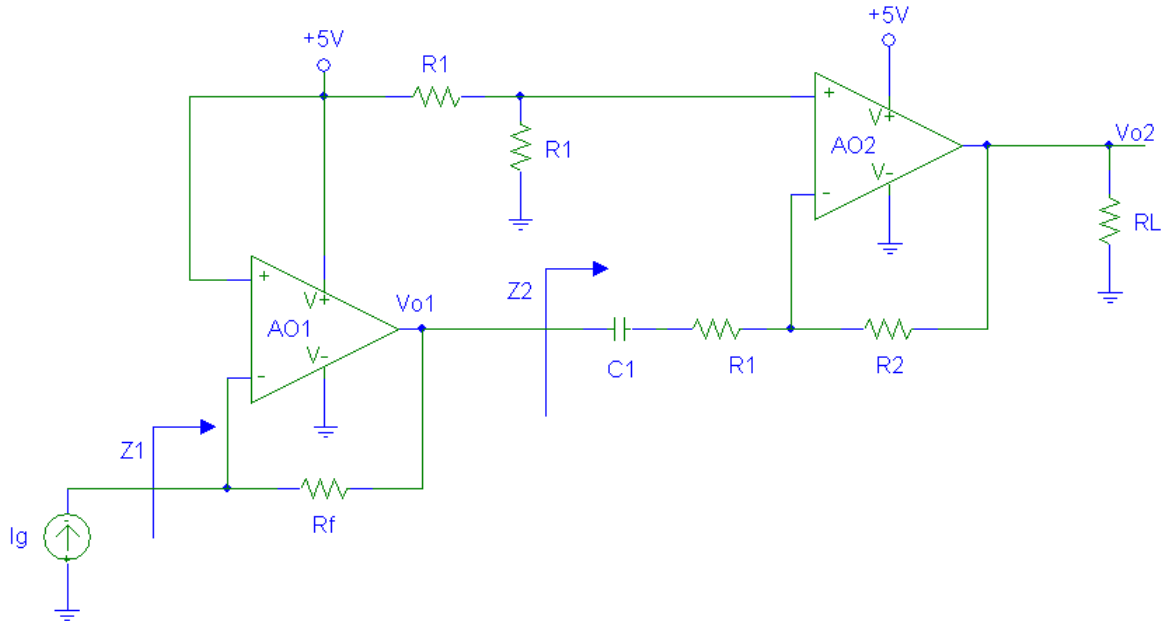 +5V
+5V
R1
+
V+
AO2
Vo2
R1
V-
-
RL
+
Z2
V+
Vo1
AO1
V-
C1
R1
R2
-
Z1
Rf
-
Ig
+